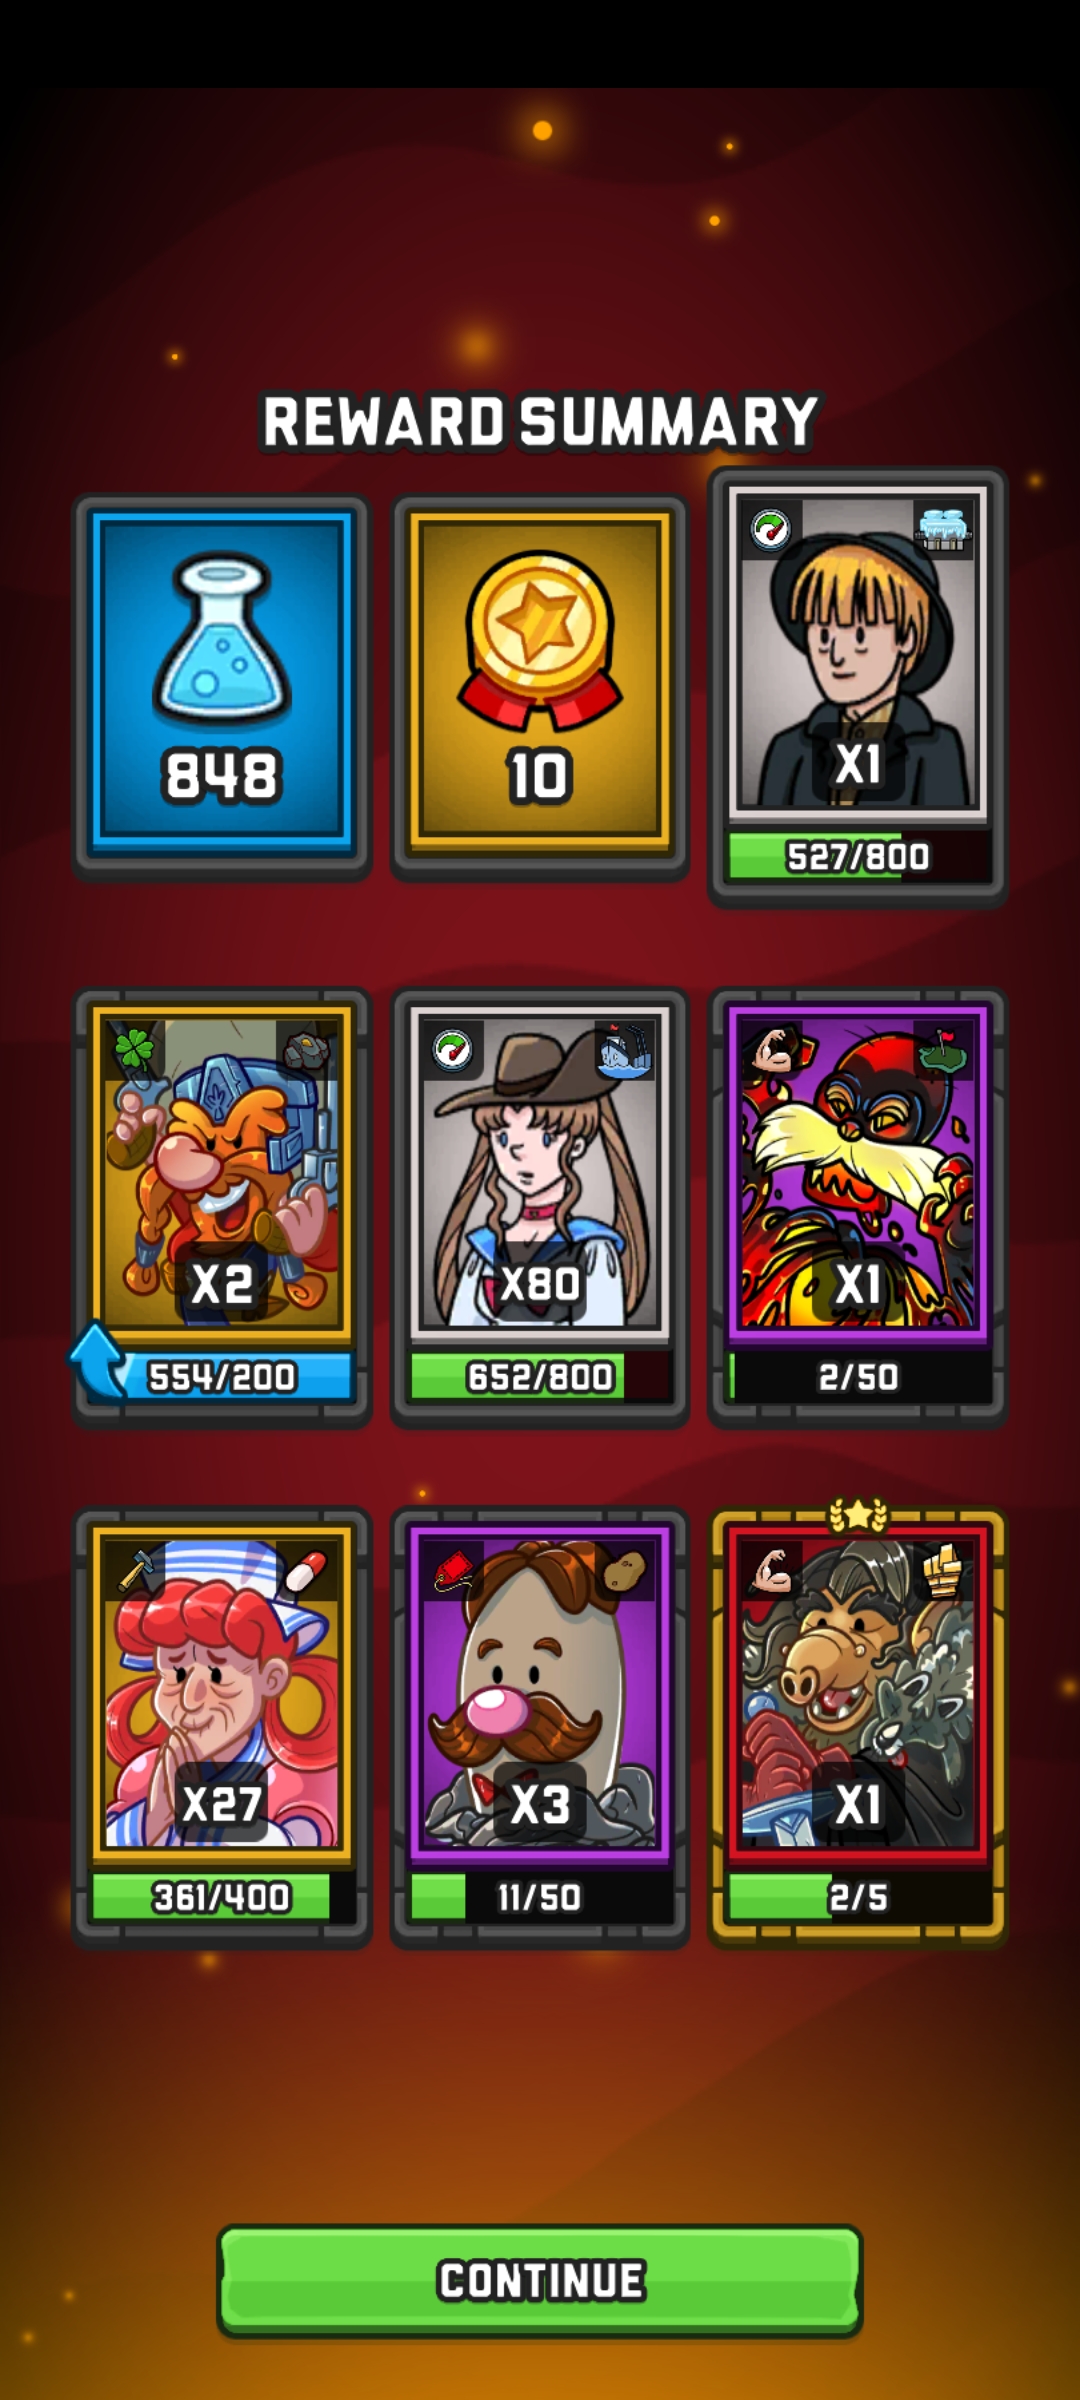 REWARD SUMMARY
848
10
X1
527/800
X2
554/200
X80
652/800
X1
2/50
X27
361/400
X3
11/50
X1
2/5
CONTINUE